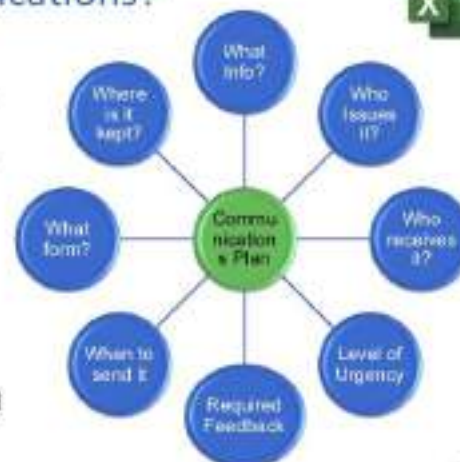 ications?
X
What
Info?
Who
Issues
it?
Who
receives
it?
Level of
Urgency
Required
Feedback
When to
send it
What
form?
Where
is it
kept?
Commu
nication
s Plan